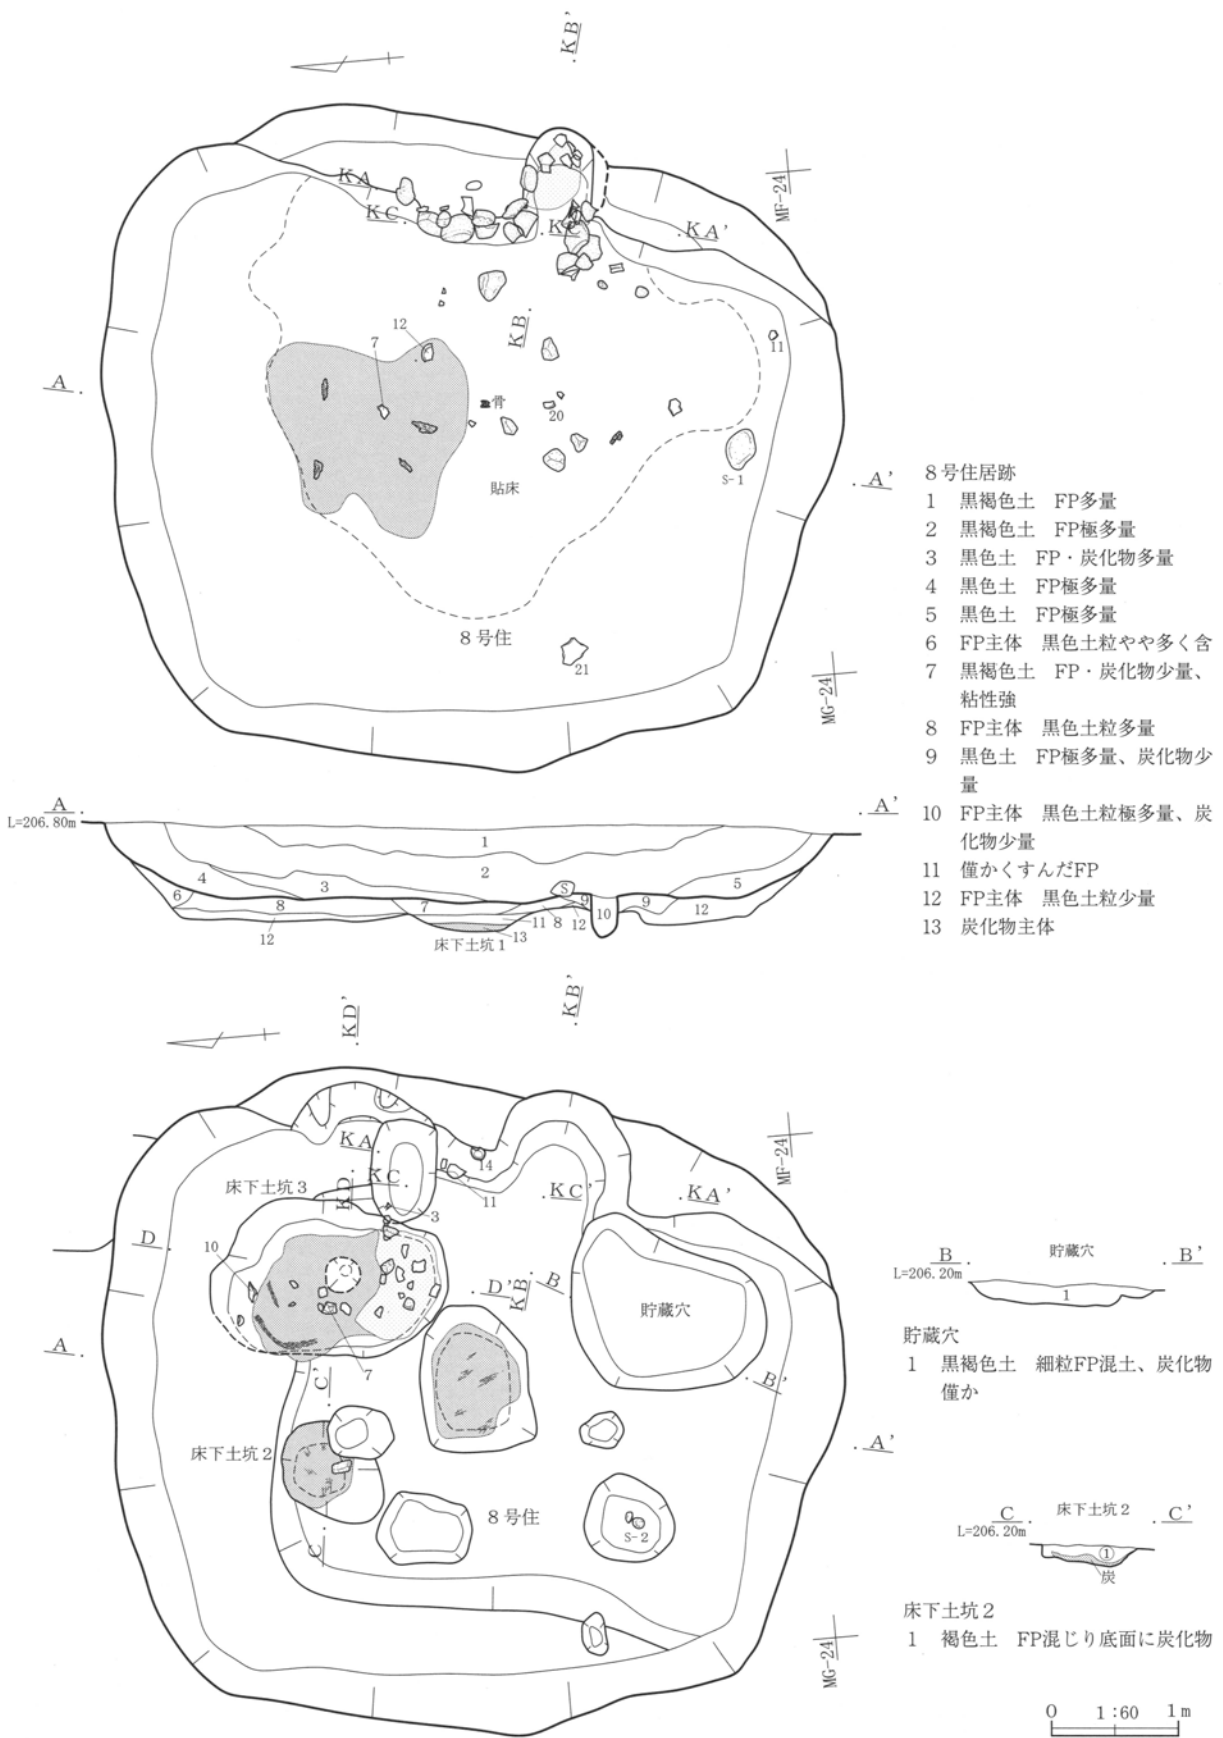 KB'
KA
KC
KC'
KA'
MF-24
KB
12
7
11
骨
20
A
S-1
A'
貼床
8号住
21
MG-24
8号住居跡
1 黒褐色土 FP多量
2 黒褐色土 FP極多量
3 黒色土 FP・炭化物多量
4 黒色土 FP極多量
5 黒色土 FP極多量
6 FP主体 黒色土粒やや多く含
7 黒褐色土 FP・炭化物少量、
粘性強
8 FP主体 黒色土粒多量
9 黒色土 FP極多量、炭化物少
量
10 FP主体 黒色土粒極多量、炭
化物少量
11 僅かくすんだFP
12 FP主体 黒色土粒少量
13 炭化物主体
A
L=206.80m
A'
1
2
3
4
5
6
7
8
S
9
9
10
12
11
8
12
12
13
床下土坑1
KD'
KB'
KA
KC
KD
KC'
KA'
MF-24
14
11
3
床下土坑3
D
10
D'
KB
B
貯蔵穴
A
7
C'
B'
A'
床下土坑2
8号住
S-2
C
MG-24
B
L=206.20m
貯蔵穴
B'
1
貯蔵穴
1 黒褐色土 細粒FP混土、炭化物
僅か
C
L=206.20m
床下土坑2
C'
①
炭
床下土坑2
1 褐色土 FP混じり底面に炭化物
0 1:60 1m